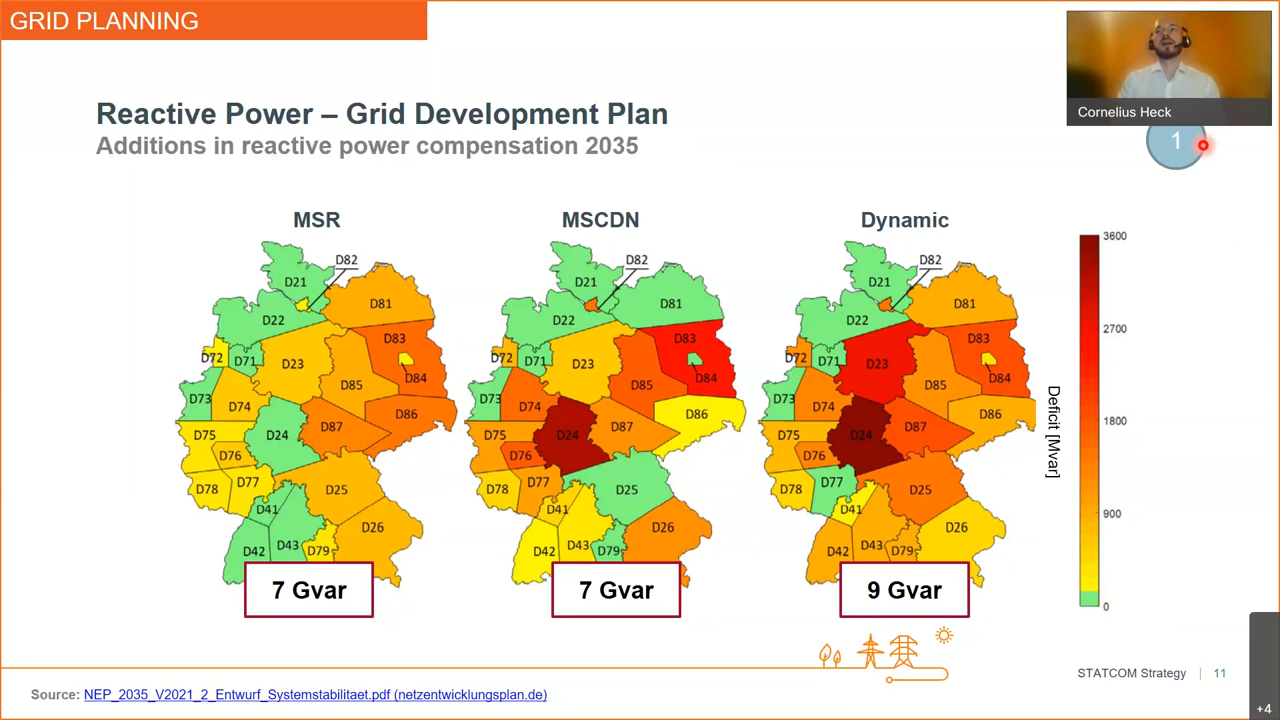 GRID PLANNING
Cornelius Heck
1
Reactive Power – Grid Development Plan
Additions in reactive power compensation 2035
MSR
MSCDN
Dynamic
D21
D82
D81
D22
D83
D72
D71
D23
D84
D85
D73
D74
D86
D87
D24
D75
D76
D77
D78
D25
D41
D26
D43
D42
D79
D21
D82
D81
D22
D83
D72
D71
D23
D84
D85
D73
D74
D86
D87
D24
D75
D76
D77
D78
D25
D41
D26
D43
D42
D79
D21
D82
D81
D22
D83
D72
D71
D23
D84
D85
D73
D74
D86
D87
D24
D75
D76
D77
D78
D25
D41
D26
D43
D42
D79
3600
2700
1800
900
0
Deficit [Mvar]
7 Gvar
7 Gvar
9 Gvar
STATCOM Strategy | 11
Source: NEP_2035_V2021_2_Entwurf_Systemstabilitaet.pdf (netzentwicklungsplan.de)
+4